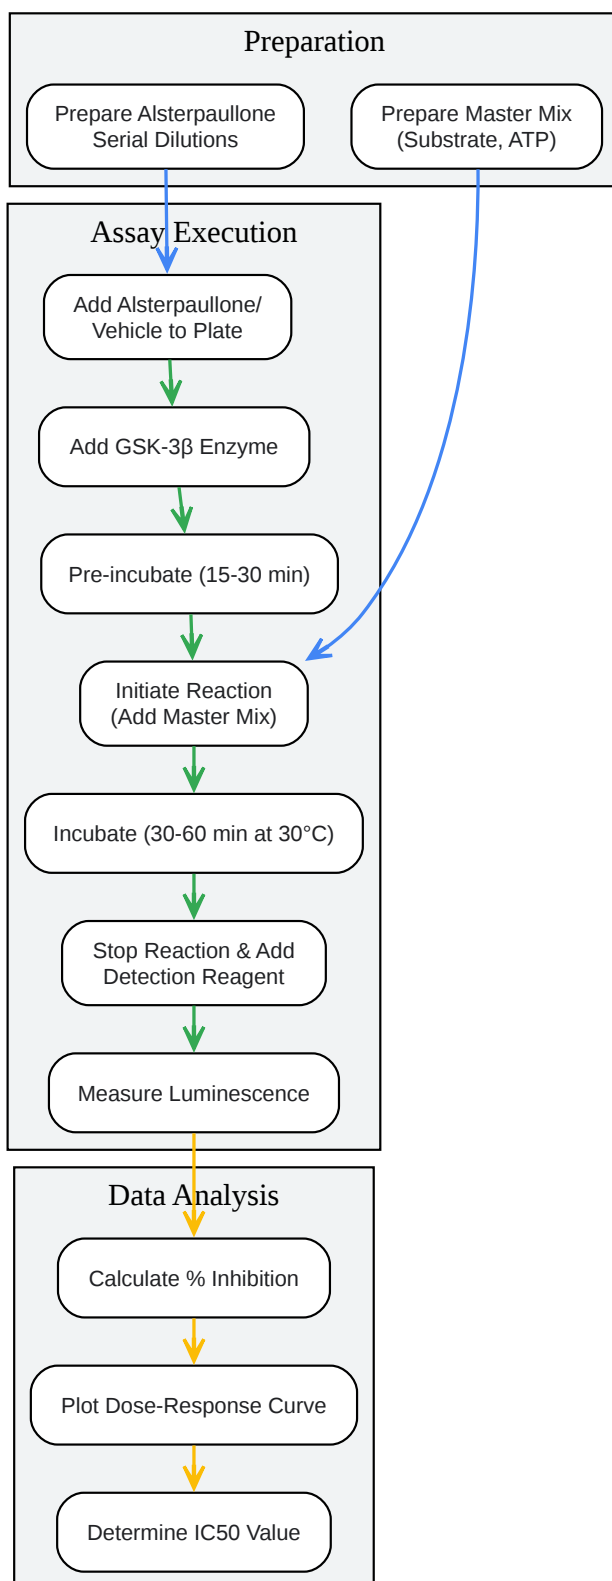 Preparation
Prepare Alsterpaullone
Serial Dilutions
Prepare Master Mix
(Substrate, ATP)
Assay Execution
Add Alsterpaullone/
Vehicle to Plate
Add GSK-3β Enzyme
Pre-incubate (15-30 min)
Initiate Reaction
(Add Master Mix)
Incubate (30-60 min at 30°C)
Stop Reaction & Add
Detection Reagent
Measure Luminescence
Data Analysis
Calculate % Inhibition
Plot Dose-Response Curve
Determine IC50 Value